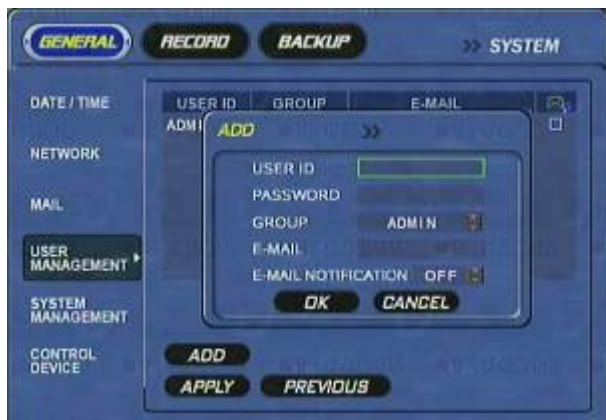 GENERAL RECORD BACKUP >> SYSTEM
DATE / TIME
NETWORK
MAIL
USER
MANAGEMENT
SYSTEM
MANAGEMENT
CONTROL
DEVICE
USER ID GROUP E-MAIL
ADMI
ADD >>
USER ID
PASSWORD
GROUP ADMIN
E-MAIL
E-MAIL NOTIFICATION OFF
OK CANCEL
ADD
APPLY PREVIOUS